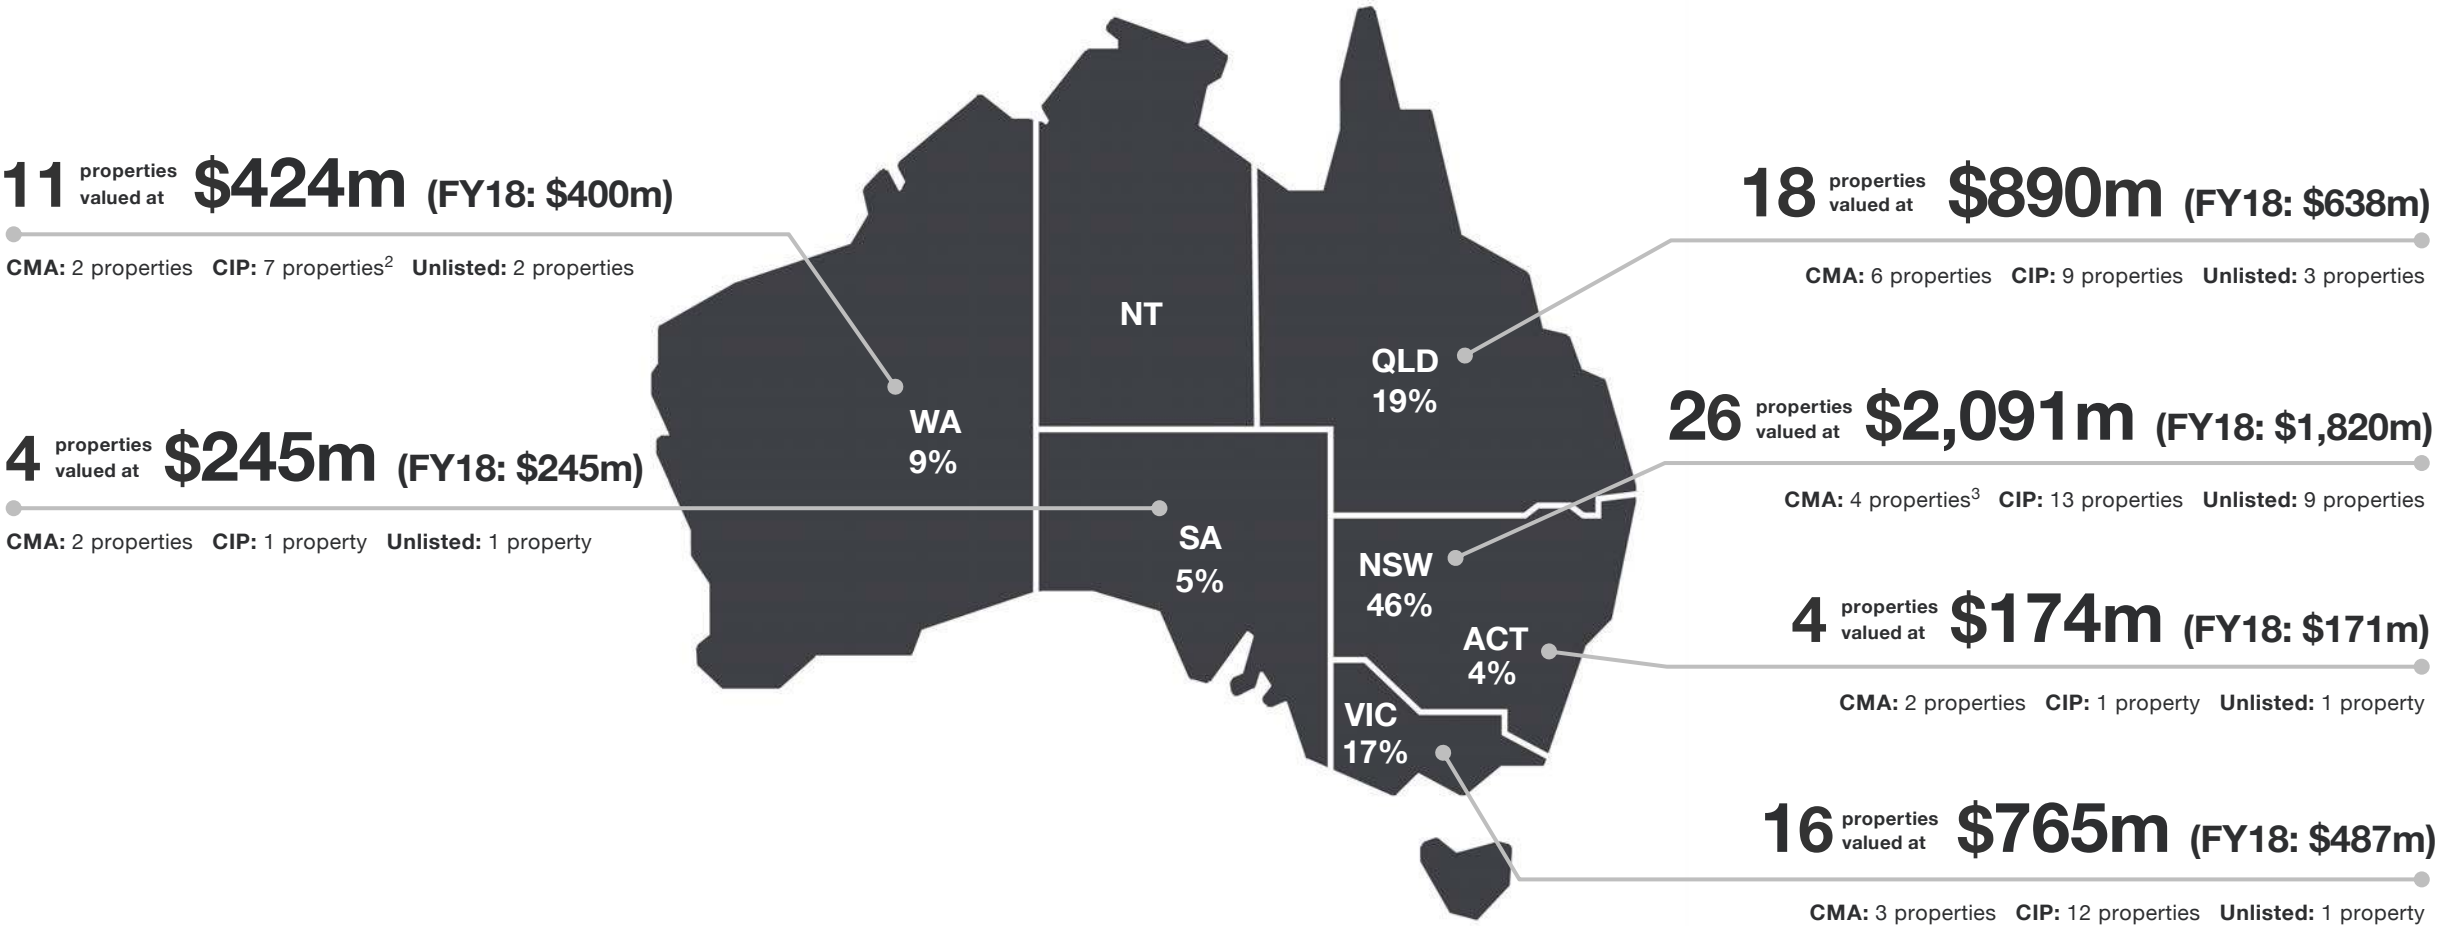 11 properties valued at $424m (FY18: $400m)
CMA: 2 properties CIP: 7 properties² Unlisted: 2 properties
4 properties valued at $245m (FY18: $245m)
CMA: 2 properties CIP: 1 property Unlisted: 1 property
NT
QLD
19%
WA
9%
SA
5%
NSW
46%
ACT
4%
VIC
17%
18 properties valued at $890m (FY18: $638m)
CMA: 6 properties CIP: 9 properties Unlisted: 3 properties
26 properties valued at $2,091m (FY18: $1,820m)
CMA: 4 properties³ CIP: 13 properties Unlisted: 9 properties
4 properties valued at $174m (FY18: $171m)
CMA: 2 properties CIP: 1 property Unlisted: 1 property
16 properties valued at $765m (FY18: $487m)
CMA: 3 properties CIP: 12 properties Unlisted: 1 property